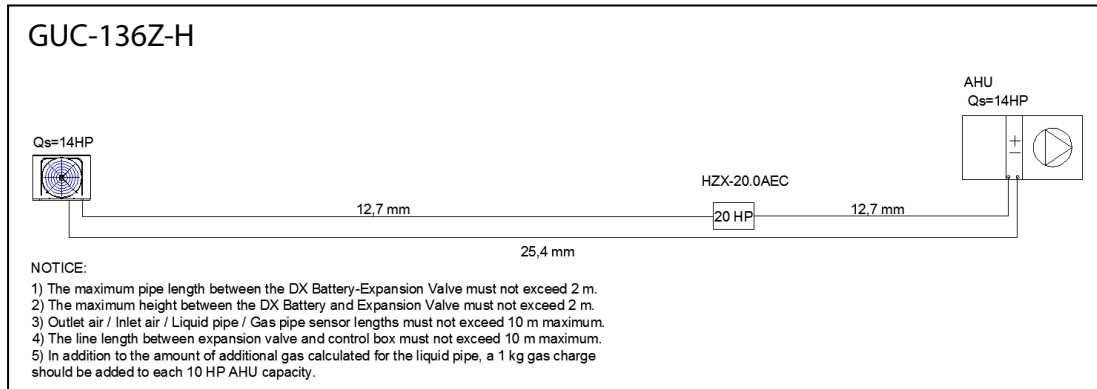 GUC-136Z-H
AHU
Qs=14HP
Qs=14HP
HZX-20.0AEC
12,7 mm
20 HP
12,7 mm
25,4 mm
NOTICE:
1) The maximum pipe length between the DX Battery-Expansion Valve must not exceed 2 m.
2) The maximum height between the DX Battery and Expansion Valve must not exceed 2 m.
3) Outlet air / Inlet air / Liquid pipe / Gas pipe sensor lengths must not exceed 10 m maximum.
4) The line length between expansion valve and control box must not exceed 10 m maximum.
5) In addition to the amount of additional gas calculated for the liquid pipe, a 1 kg gas charge
should be added to each 10 HP AHU capacity.